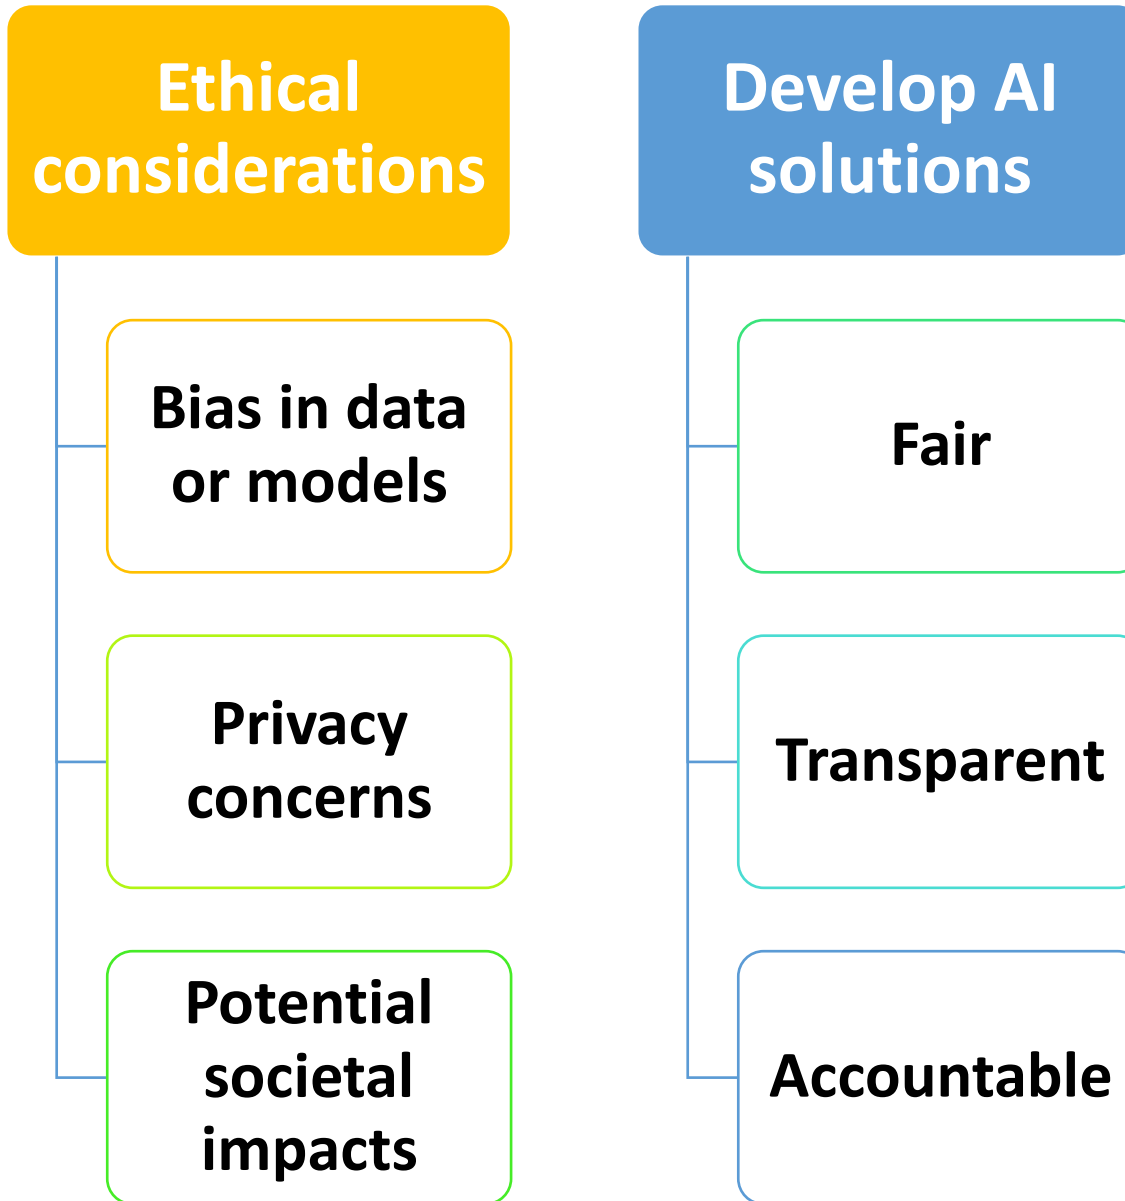 Ethical
considerations
Bias in data
or models
Privacy
concerns
Potential
societal
impacts
Develop AI
solutions
Fair
Transparent
Accountable